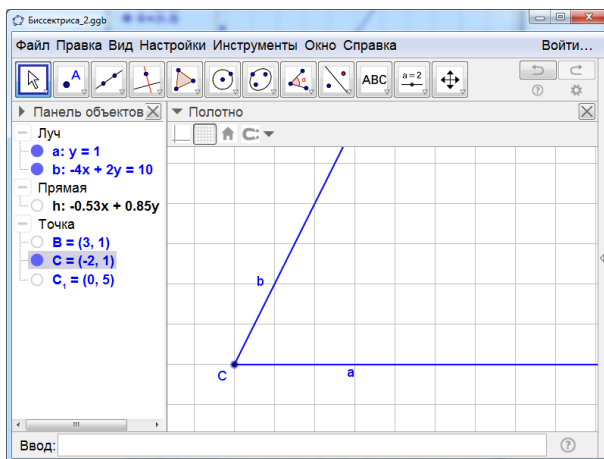 Биссектриса_2.ggb
Файл Правка Вид Настройки Инструменты Окно Справка Войти...
A α ABC a=2
Панель объектов Полотно
Луч
a: y = 1
b: -4x + 2y = 10
Прямая
h: -0.53x + 0.85y
Точка
B = (3, 1)
C = (-2, 1)
C₁ = (0, 5)
b
C
a
Ввод: